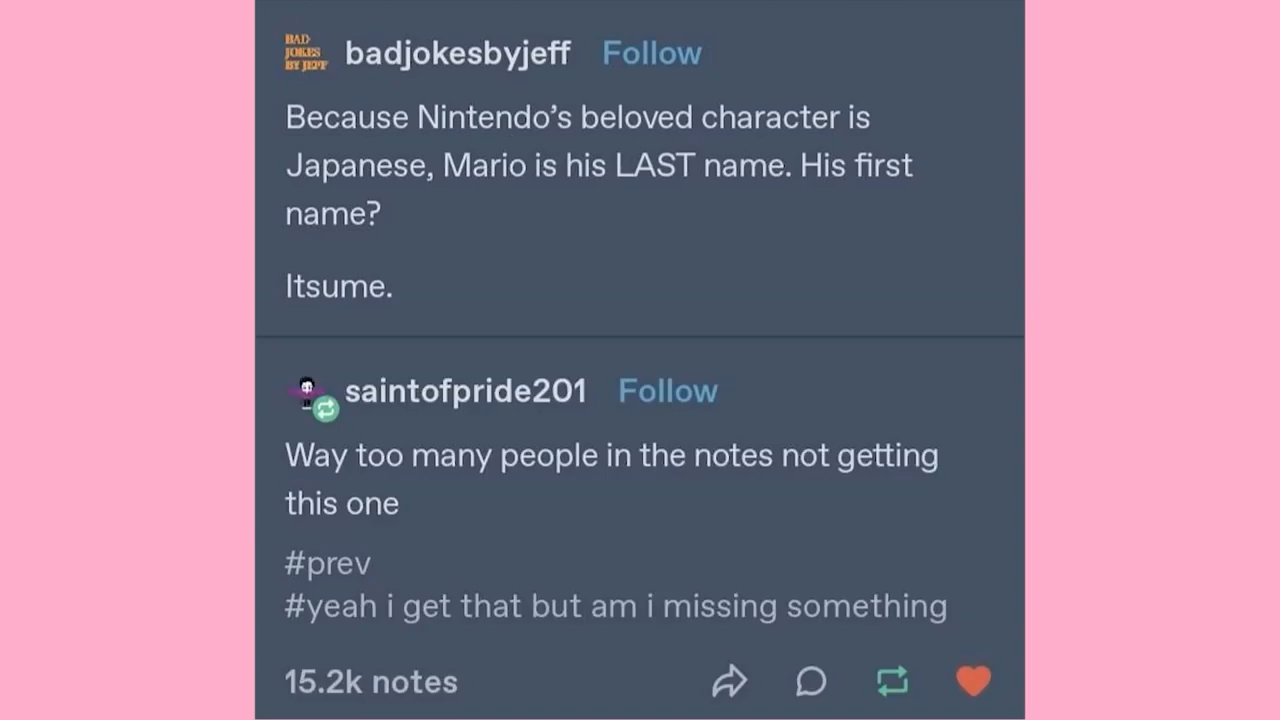 BAD JOKES BY JEFF
badjokesbyjeff Follow
Because Nintendo’s beloved character is
Japanese, Mario is his LAST name. His first
name?
Itsume.
saintofpride201 Follow
Way too many people in the notes not getting
this one
#prev
#yeah i get that but am i missing something
15.2k notes